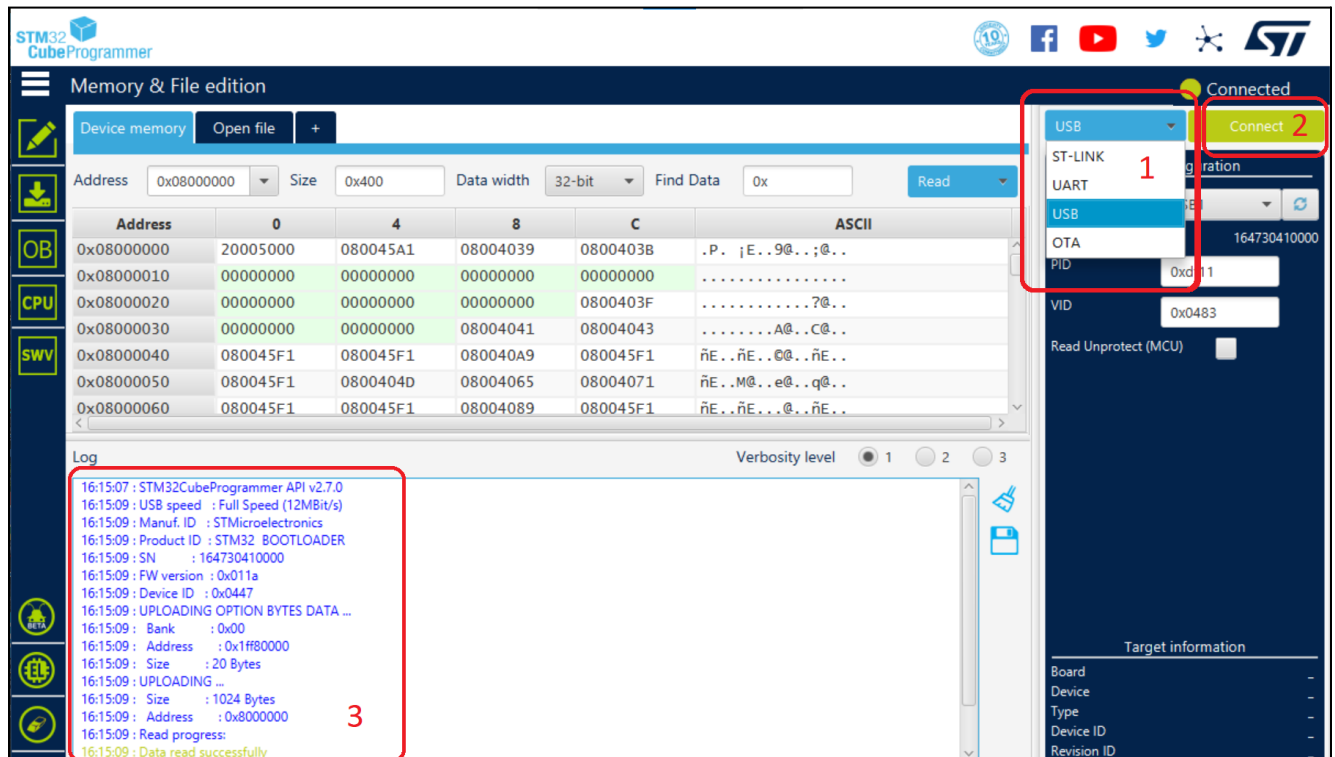 STM32
CubeProgrammer
10
Memory & File edition
Connected
Device memory Open file +
USB
Connect 2
Address 0x08000000 Size 0x400 Data width 32-bit Find Data 0x Read
ST-LINK
UART
USB
OTA
1
guration
164730410000
PID 0xdf11
VID 0x0483
Read Unprotect (MCU)
Address 0 4 8 C ASCII
0x08000000 20005000 080045A1 08004039 0800403B .P. ¡E..9@..;@..
0x08000010 00000000 00000000 00000000 00000000 ................
0x08000020 00000000 00000000 00000000 0800403F ............?@..
0x08000030 00000000 00000000 08004041 08004043 ........A@..C@..
0x08000040 080045F1 080045F1 080040A9 080045F1 ñE..ñE..©@..ñE..
0x08000050 080045F1 0800404D 08004065 08004071 ñE..M@..e@..q@..
0x08000060 080045F1 080045F1 08004089 080045F1 ñE..ñE...@..ñE..
OB
CPU
SWV
BETA
Log
Verbosity level 1 2 3
16:15:07 : STM32CubeProgrammer API v2.7.0
16:15:09 : USB speed : Full Speed (12MBit/s)
16:15:09 : Manuf. ID : STMicroelectronics
16:15:09 : Product ID : STM32 BOOTLOADER
16:15:09 : SN : 164730410000
16:15:09 : FW version : 0x011a
16:15:09 : Device ID : 0x0447
16:15:09 : UPLOADING OPTION BYTES DATA ...
16:15:09 : Bank : 0x00
16:15:09 : Address : 0x1ff80000
16:15:09 : Size : 20 Bytes
16:15:09 : UPLOADING ...
16:15:09 : Size : 1024 Bytes
16:15:09 : Address : 0x8000000
16:15:09 : Read progress:
16:15:09 : Data read successfully
3
Target information
Board -
Device -
Type -
Device ID -
Revision ID